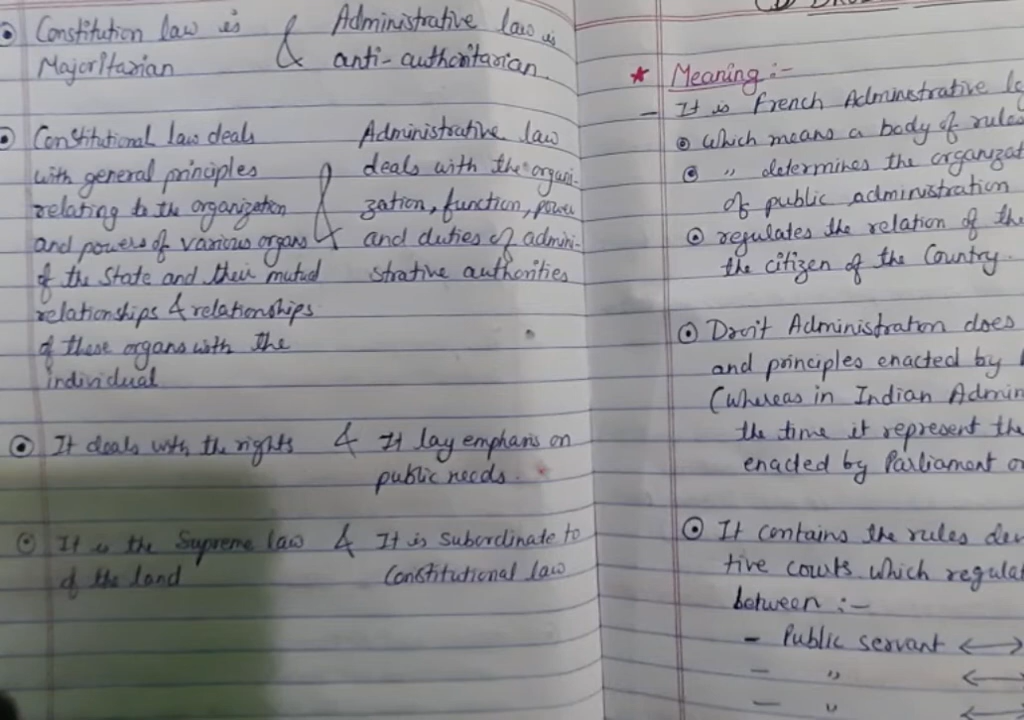 Constitution law is & Administrative law is
Majoritarian anti-authoritarian.
Constitutional law deals Administrative law
with general principles & deals with the organi-
relating to the organization zation, function, power
and powers of various organs and duties of admini-
of the State and their mutual strative authorities
relationships & relationships
of these organs with the
individual
It deals with the rights & It lay emphasis on
public needs.
It is the Supreme law & It is subordinate to
of the land Constitutional law
* Meaning :-
- It is French Adminstrative
Which means a body of rules
" determines the
of public administration
regulates the relation of the
the citizen of the Country.
Droit Administration does
and principles enacted by
(whereas in Indian
the time it represent the
enacted by Parliament
It contains the rules
tive courts which
between :-
- Public servant ↔
- "
- "